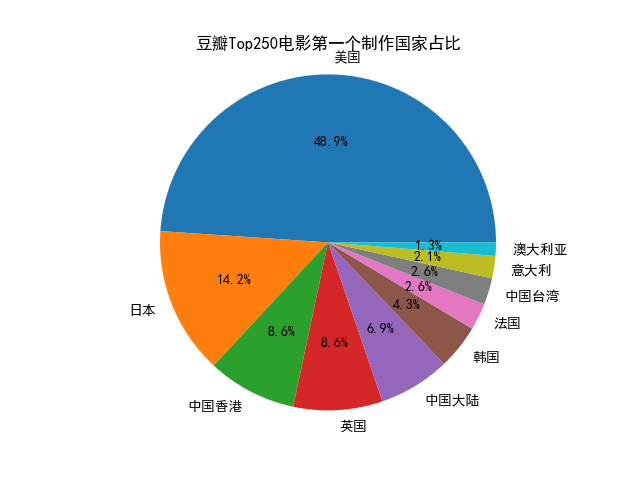 豆瓣Top250电影第一个制作国家占比
美国
48.9%
日本
14.2%
中国香港
8.6%
英国
8.6%
中国大陆
6.9%
韩国
4.3%
法国
2.6%
中国台湾
2.6%
意大利
2.1%
澳大利亚
1.3%